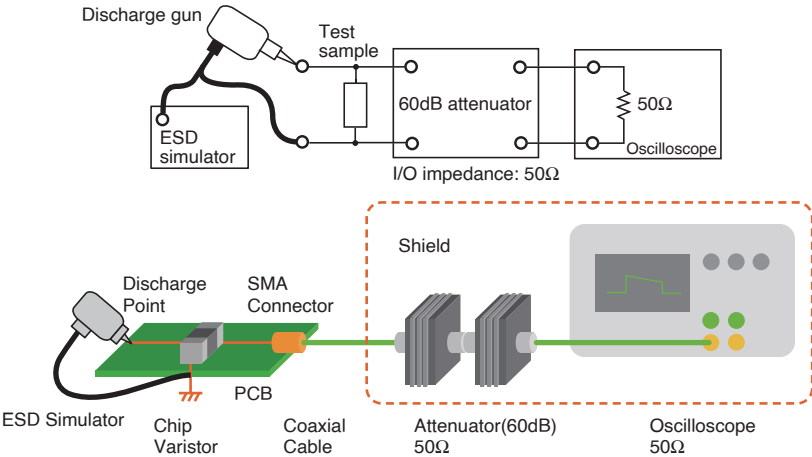 Discharge gun
Test
sample
ESD
simulator
60dB attenuator
50Ω
Oscilloscope
I/O impedance: 50Ω
Shield
Discharge
Point
SMA
Connector
PCB
ESD Simulator
Chip
Varistor
Coaxial
Cable
Attenuator(60dB)
50Ω
Oscilloscope
50Ω